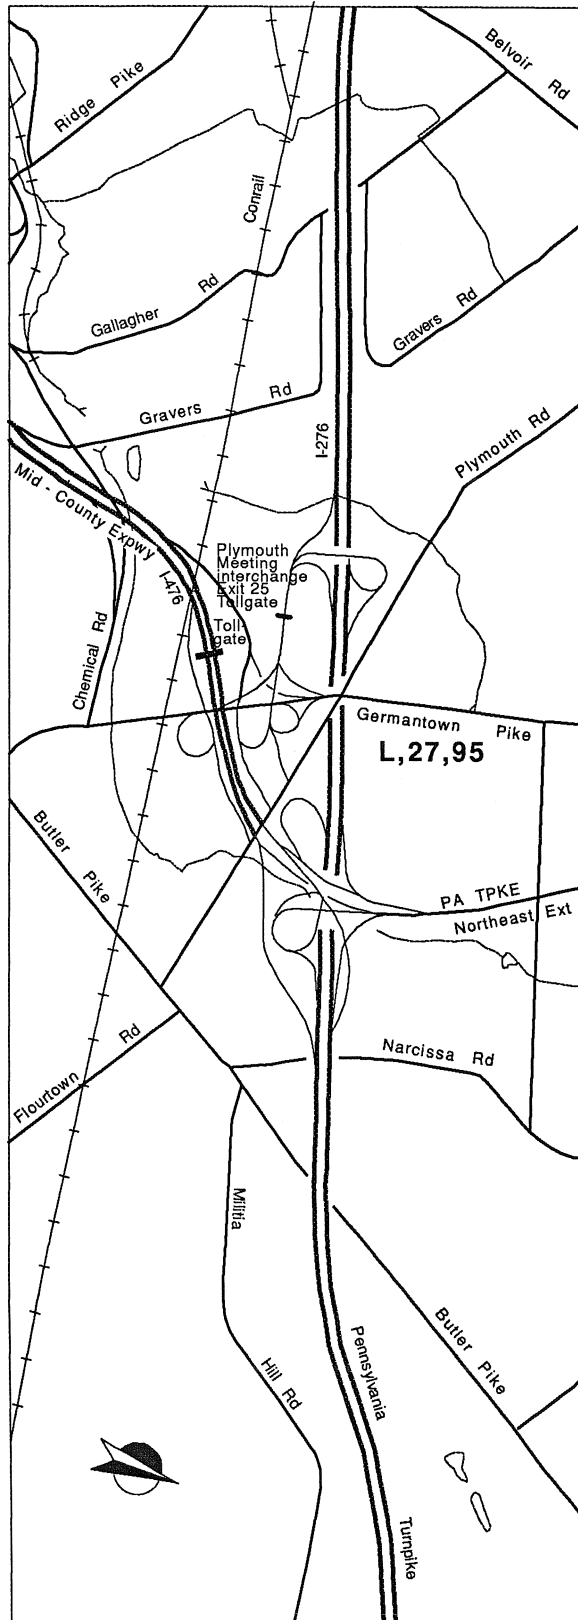 Ridge Pike
Belvoir Rd
Conrail
Gallagher Rd
Gravers Rd
Gravers Rd
I-276
Plymouth Rd
Mid - County Expwy
I-476
Plymouth
Meeting
interchange
Exit 25
Tollgate
Toll-
gate
Chemical Rd
Germantown Pike
L,27,95
Butler Pike
PA TPKE
Northeast Ext
Flourtown Rd
Narcissa Rd
Militia
Hill Rd
Pennsylvania
Turnpike
Butler Pike